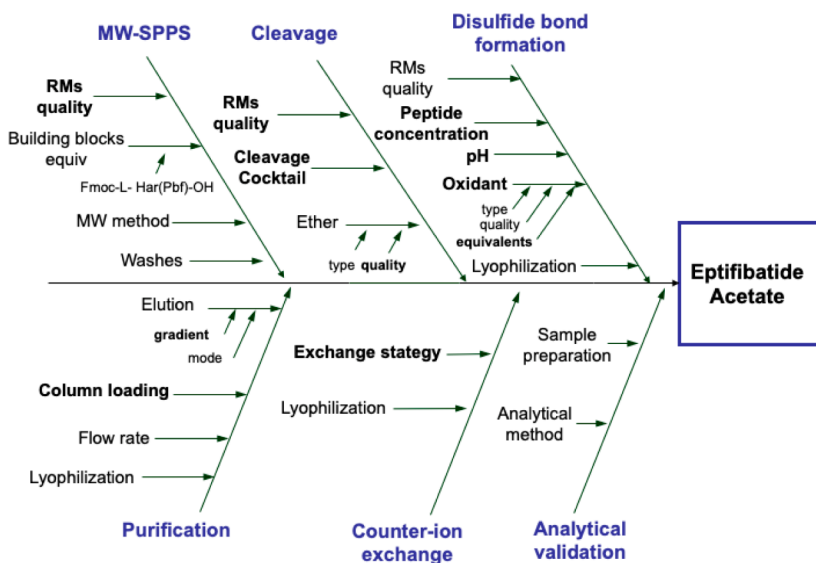 MW-SPPS
Cleavage
Disulfide bond
formation
RMs
quality
Building blocks
equiv
Fmoc-L- Har(Pbf)-OH
MW method
Washes
RMs
quality
Cleavage
Cocktail
Ether
type quality
RMs
quality
Peptide
concentration
pH
Oxidant
type
quality
equivalents
Lyophilization
Eptifibatide
Acetate
Elution
gradient
mode
Column loading
Flow rate
Lyophilization
Purification
Exchange stategy
Lyophilization
Counter-ion
exchange
Sample
preparation
Analytical
method
Analytical
validation